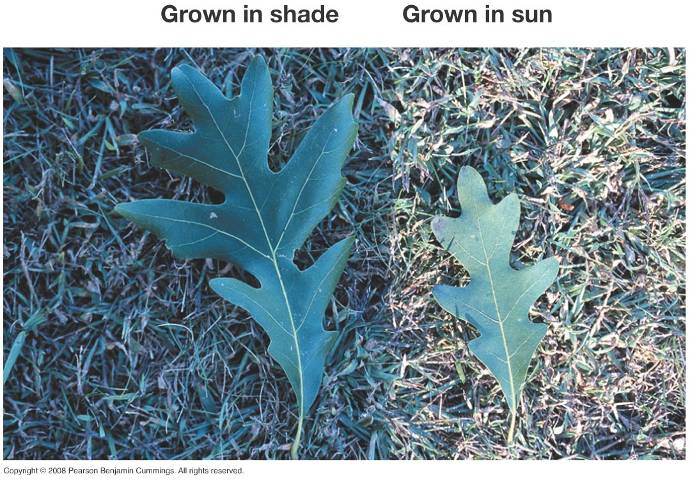 Grown in shade
Grown in sun
Copyright © 2008 Pearson Benjamin Cummings. All rights reserved.